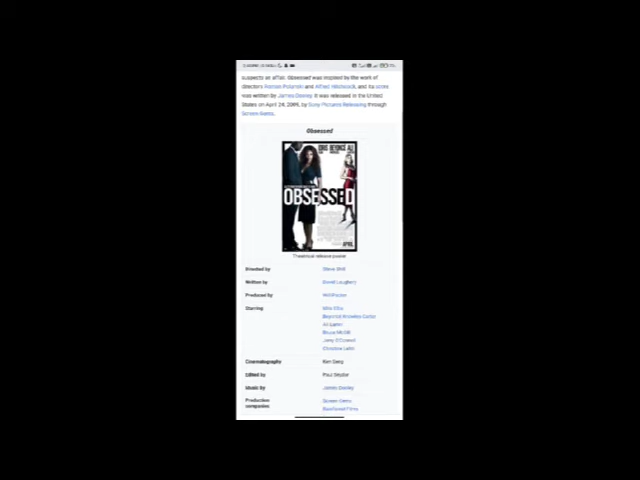 suspects an affair. Obsessed was inspired by the work of
directors Roman Polanski and Alfred Hitchcock, and its score
was written by James Dooley. It was released in the United
States on April 24, 2009, by Sony Pictures Releasing through
Screen Gems.
Obsessed
IDRIS BEYONCÉ ALI
OBSESSED
APRIL
Theatrical release poster
Directed by Steve Shill
Written by David Loughery
Produced by Will Packer
Starring Idris Elba
Beyoncé Knowles-Carter
Ali Larter
Bruce McGill
Jerry O'Connell
Christine Lahti
Cinematography Ken Seng
Edited by Paul Seydor
Music by James Dooley
Production Screen Gems
companies Rainforest Films